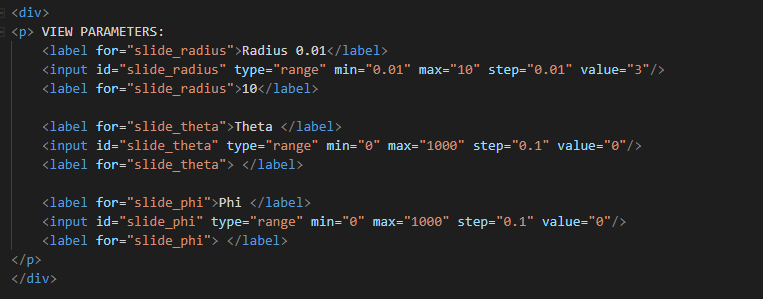 <div>
<p> VIEW PARAMETERS:
<label for="slide_radius">Radius 0.01</label>
<input id="slide_radius" type="range" min="0.01" max="10" step="0.01" value="3"/>
<label for="slide_radius">10</label>
<label for="slide_theta">Theta </label>
<input id="slide_theta" type="range" min="0" max="1000" step="0.1" value="0"/>
<label for="slide_theta"> </label>
<label for="slide_phi">Phi </label>
<input id="slide_phi" type="range" min="0" max="1000" step="0.1" value="0"/>
<label for="slide_phi"> </label>
</p>
</div>